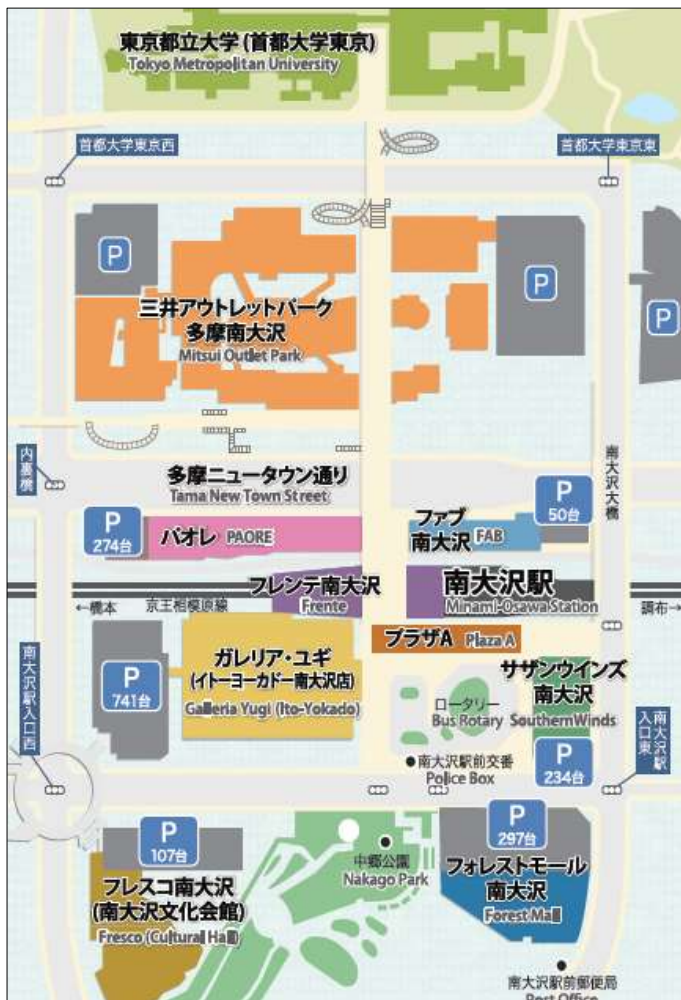 東京都立大学(首都大学東京)
Tokyo Metropolitan University
首都大学東京西
首都大学東京東
P
P
P
三井アウトレットパーク
多摩南大沢
Mitsui Outlet Park
内裏橋
多摩ニュータウン通り
Tama New Town Street
南大沢大橋
P
50台
P
274台
パオレ PAORE
ファブ
南大沢 FAB
フレンテ南大沢
Frente
南大沢駅
Minami-Osawa Station
←橋本
京王相模原線
調布→
プラザA Plaza A
南大沢駅入口西
P
741台
ガレリア・ユギ
(イトーヨーカドー南大沢店)
Galleria Yugi (Ito-Yokado)
サザンウインズ
南大沢
SouthernWinds
ロータリー
Bus Rotary
南大沢駅前交番
Police Box
P
234台
南大沢駅
入口東
P
107台
中郷公園
Nakago Park
P
297台
フォレストモール
南大沢
Forest Mall
フレスコ南大沢
(南大沢文化会館)
Fresco (Cultural Hall)
南大沢駅前郵便局
Post Office